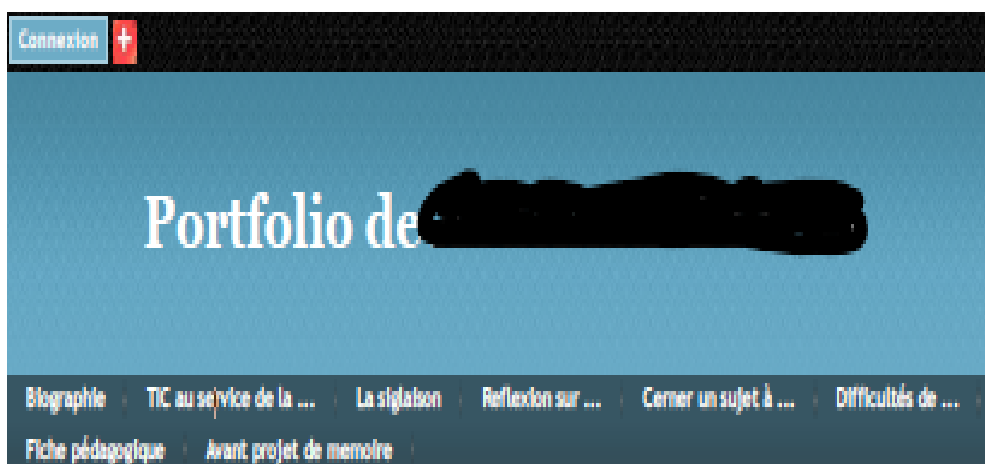 Connexion +
Portfolio de
Biographie TIC au service de la ... La siglaison Reflexion sur ... Cerner un sujet à ... Difficultés de ...
Fiche pédagogique Avant projet de memoire